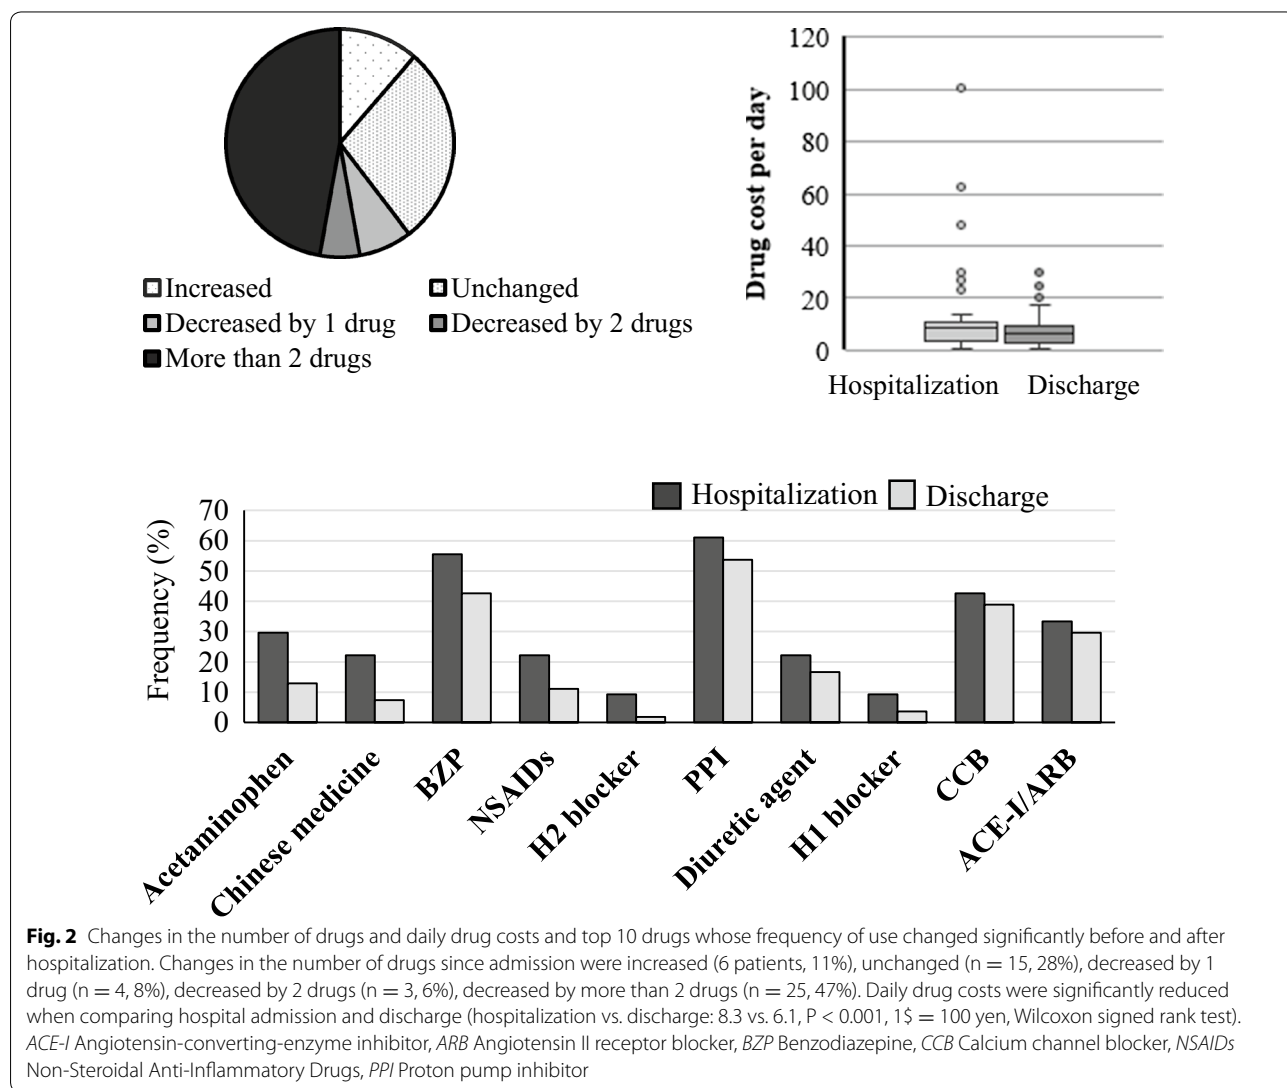 Increased
Unchanged
Decreased by 1 drug
Decreased by 2 drugs
More than 2 drugs
Drug cost per day
120
100
80
60
40
20
0
Hospitalization
Discharge
Hospitalization
Discharge
Frequency (%)
70
60
50
40
30
20
10
0
Acetaminophen
Chinese medicine
BZP
NSAIDs
H2 blocker
PPI
Diuretic agent
H1 blocker
CCB
ACE-I/ARB
Fig. 2 Changes in the number of drugs and daily drug costs and top 10 drugs whose frequency of use changed significantly before and after
hospitalization. Changes in the number of drugs since admission were increased (6 patients, 11%), unchanged (n = 15, 28%), decreased by 1
drug (n = 4, 8%), decreased by 2 drugs (n = 3, 6%), decreased by more than 2 drugs (n = 25, 47%). Daily drug costs were significantly reduced
when comparing hospital admission and discharge (hospitalization vs. discharge: 8.3 vs. 6.1, P < 0.001, 1$ = 100 yen, Wilcoxon signed rank test).
ACE-I Angiotensin-converting-enzyme inhibitor, ARB Angiotensin II receptor blocker, BZP Benzodiazepine, CCB Calcium channel blocker, NSAIDs
Non-Steroidal Anti-Inflammatory Drugs, PPI Proton pump inhibitor